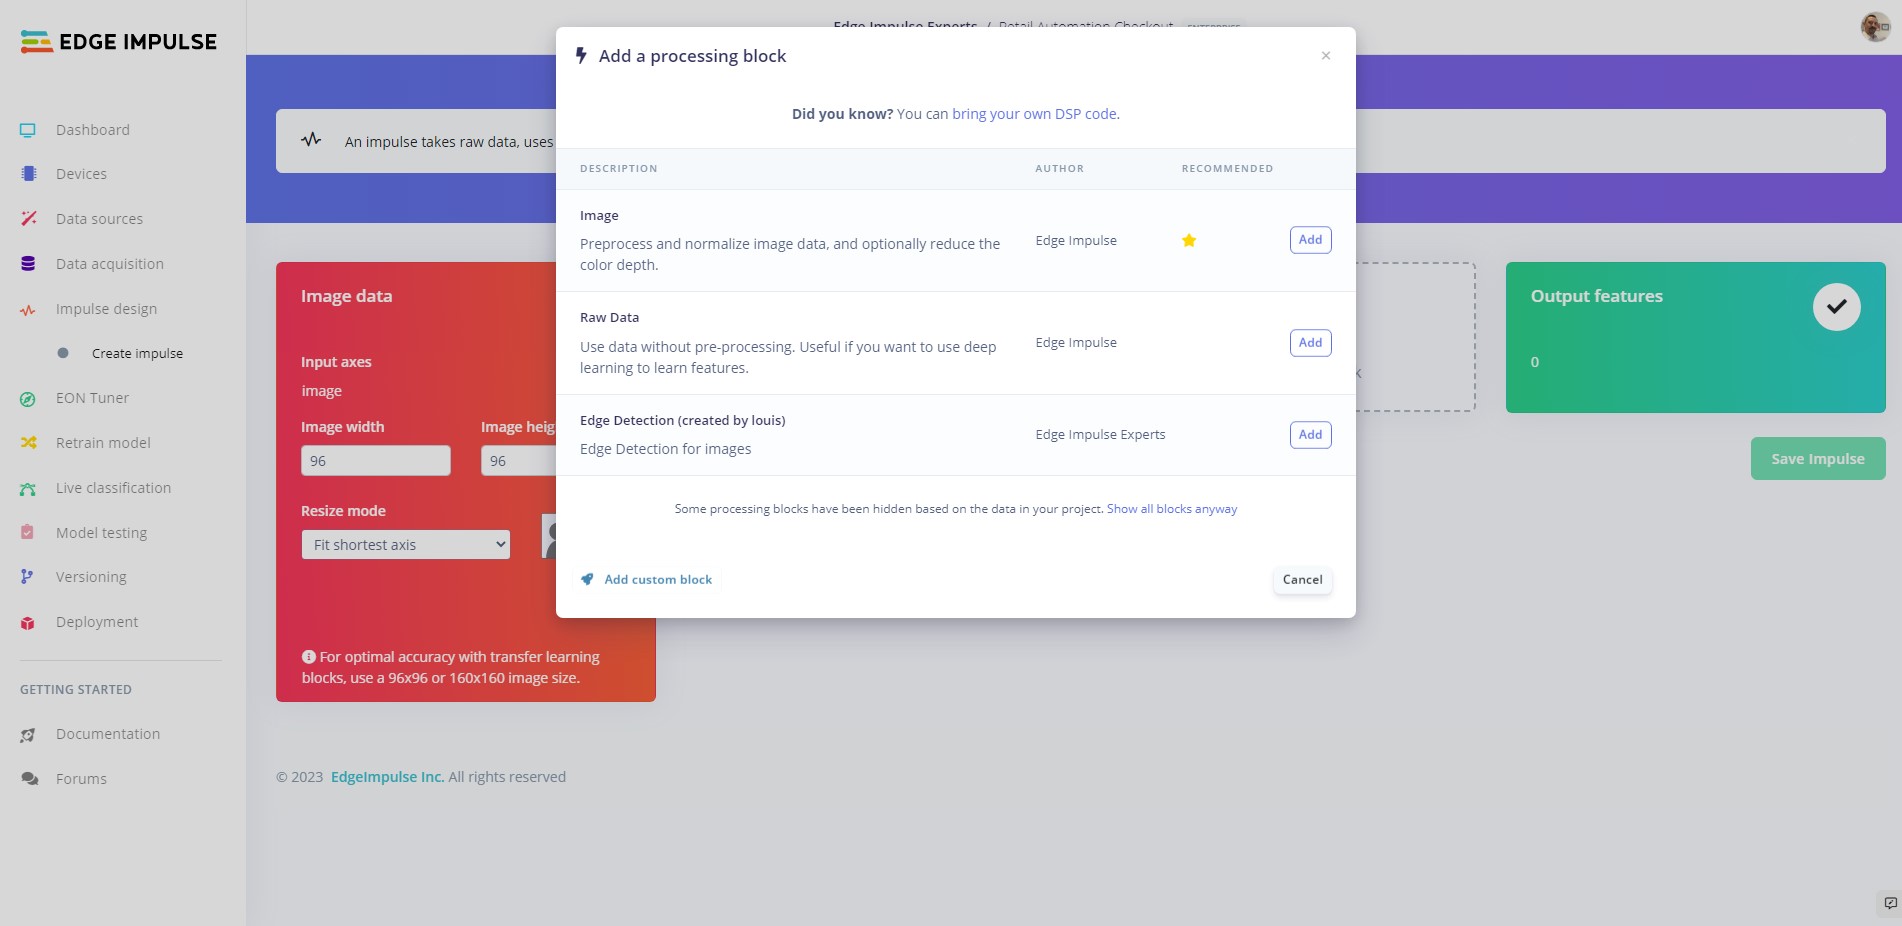 EDGE IMPULSE
Dashboard
Devices
Data sources
Data acquisition
Impulse design
Create impulse
EON Tuner
Retrain model
Live classification
Model testing
Versioning
Deployment
GETTING STARTED
Documentation
Forums
Edge Impulse Experts / Retail Automation Checkout ENTERPRISE
An impulse takes raw data, uses
Image data
Input axes
image
Image width
Image heig
96
96
Resize mode
Fit shortest axis
For optimal accuracy with transfer learning
blocks, use a 96x96 or 160x160 image size.
Add a processing block
×
Did you know? You can bring your own DSP code.
DESCRIPTION AUTHOR RECOMMENDED
Image
Preprocess and normalize image data, and optionally reduce the
color depth.
Edge Impulse
Add
Raw Data
Use data without pre-processing. Useful if you want to use deep
learning to learn features.
Edge Impulse
Add
Edge Detection (created by louis)
Edge Detection for images
Edge Impulse Experts
Add
Some processing blocks have been hidden based on the data in your project. Show all blocks anyway
Add custom block
Cancel
Output features
0
Save Impulse
© 2023 EdgeImpulse Inc. All rights reserved